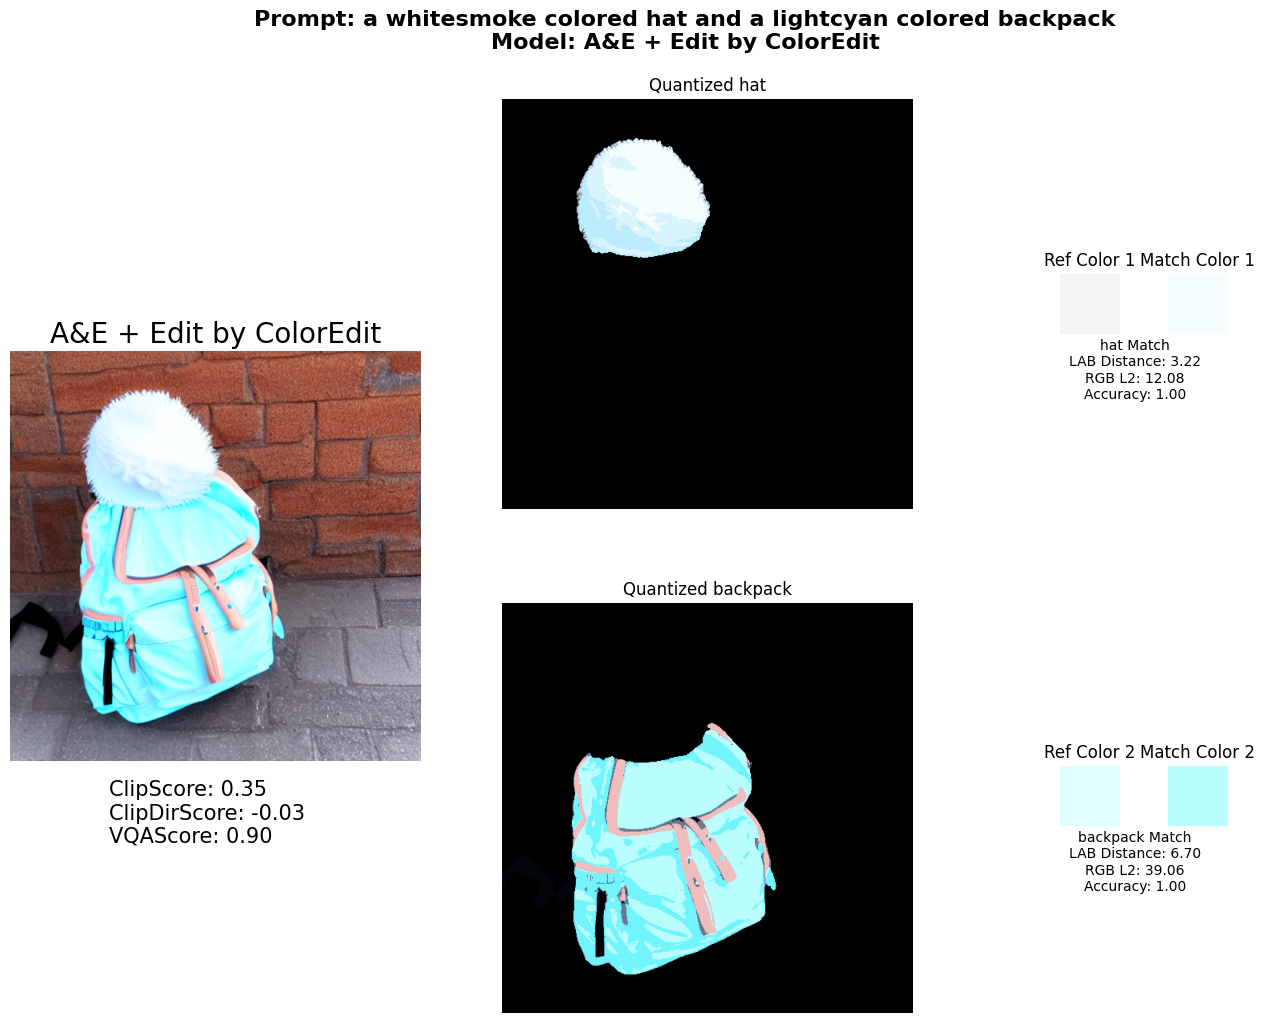 Prompt: a whitesmoke colored hat and a lightcyan colored backpack
Model: A&E + Edit by ColorEdit
Quantized hat
Ref Color 1 Match Color 1
hat Match
LAB Distance: 3.22
RGB L2: 12.08
Accuracy: 1.00
A&E + Edit by ColorEdit
ClipScore: 0.35
ClipDirScore: -0.03
VQAScore: 0.90
Quantized backpack
Ref Color 2 Match Color 2
backpack Match
LAB Distance: 6.70
RGB L2: 39.06
Accuracy: 1.00